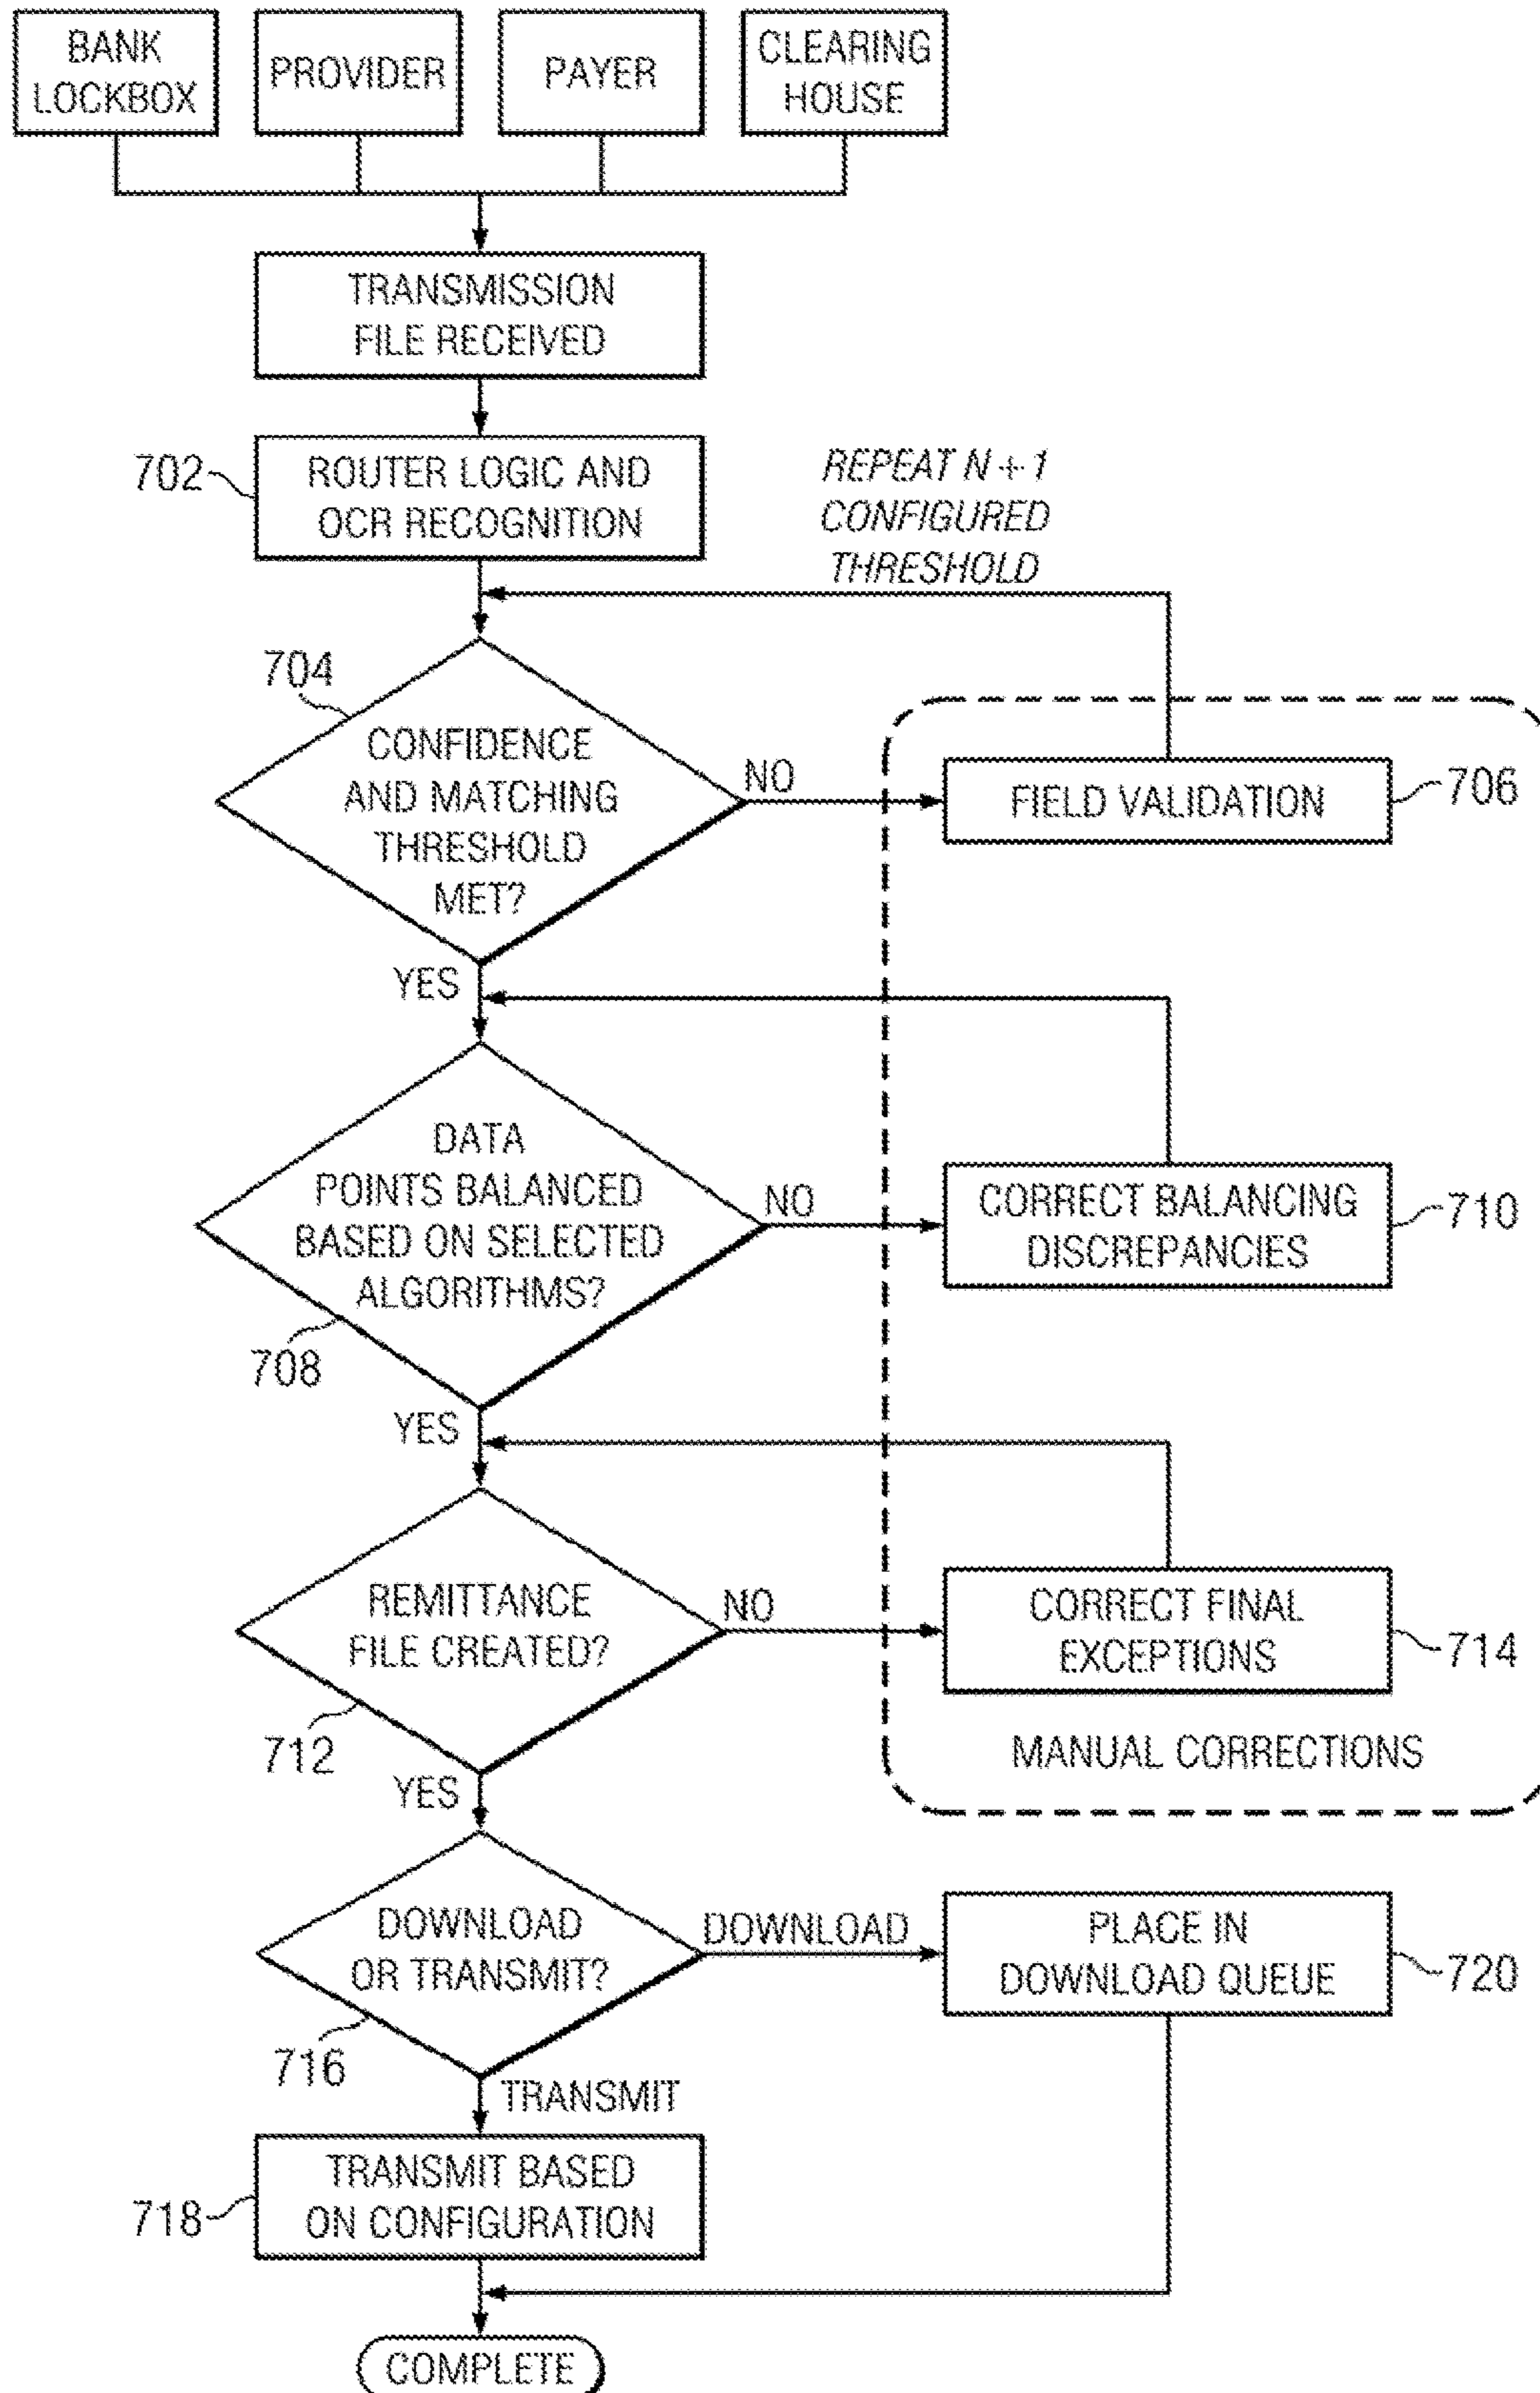 BANK
LOCKBOX
PROVIDER
PAYER
CLEARING
HOUSE
TRANSMISSION
FILE RECEIVED
702
ROUTER LOGIC AND
OCR RECOGNITION
REPEAT N + 1
CONFIGURED
THRESHOLD
704
CONFIDENCE
AND MATCHING
THRESHOLD
MET?
NO
FIELD VALIDATION
706
YES
DATA
POINTS BALANCED
BASED ON SELECTED
ALGORITHMS?
708
NO
CORRECT BALANCING
DISCREPANCIES
710
YES
REMITTANCE
FILE CREATED?
712
NO
CORRECT FINAL
EXCEPTIONS
714
MANUAL CORRECTIONS
YES
DOWNLOAD
OR TRANSMIT?
716
DOWNLOAD
PLACE IN
DOWNLOAD QUEUE
720
TRANSMIT
TRANSMIT BASED
ON CONFIGURATION
718
COMPLETE